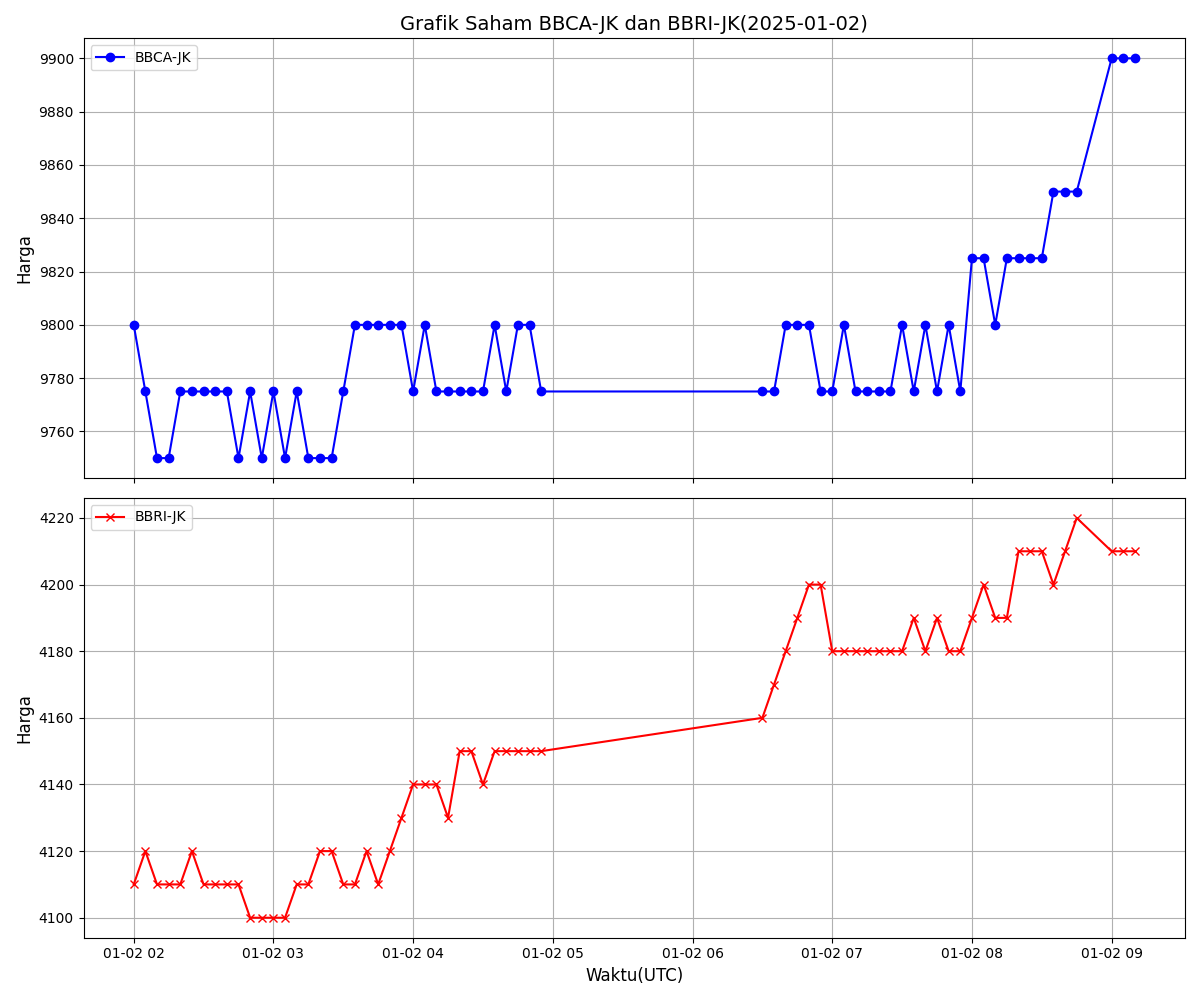 Grafik Saham BBCA-JK dan BBRI-JK(2025-01-02)
BBCA-JK
Harga
9900
9880
9860
9840
9820
9800
9780
9760
BBRI-JK
Harga
4220
4200
4180
4160
4140
4120
4100
01-02 02 01-02 03 01-02 04 01-02 05 01-02 06 01-02 07 01-02 08 01-02 09
Waktu(UTC)